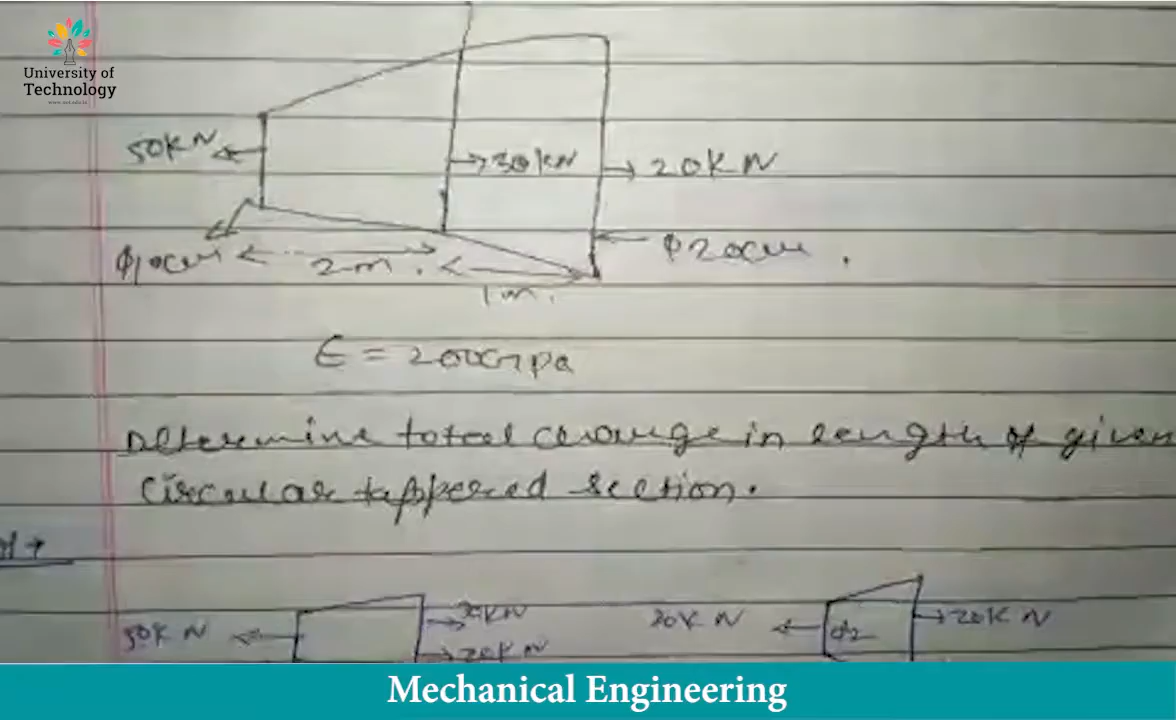 University of
Technology
50KN
30KN
20KN
ϕ10cm
2m.
1m.
ϕ20cm.
E = 200GPa
Determine total change in length of given
circular tappered section.
50KN
30KN
20KN
20KN
20KN
d2
Mechanical Engineering